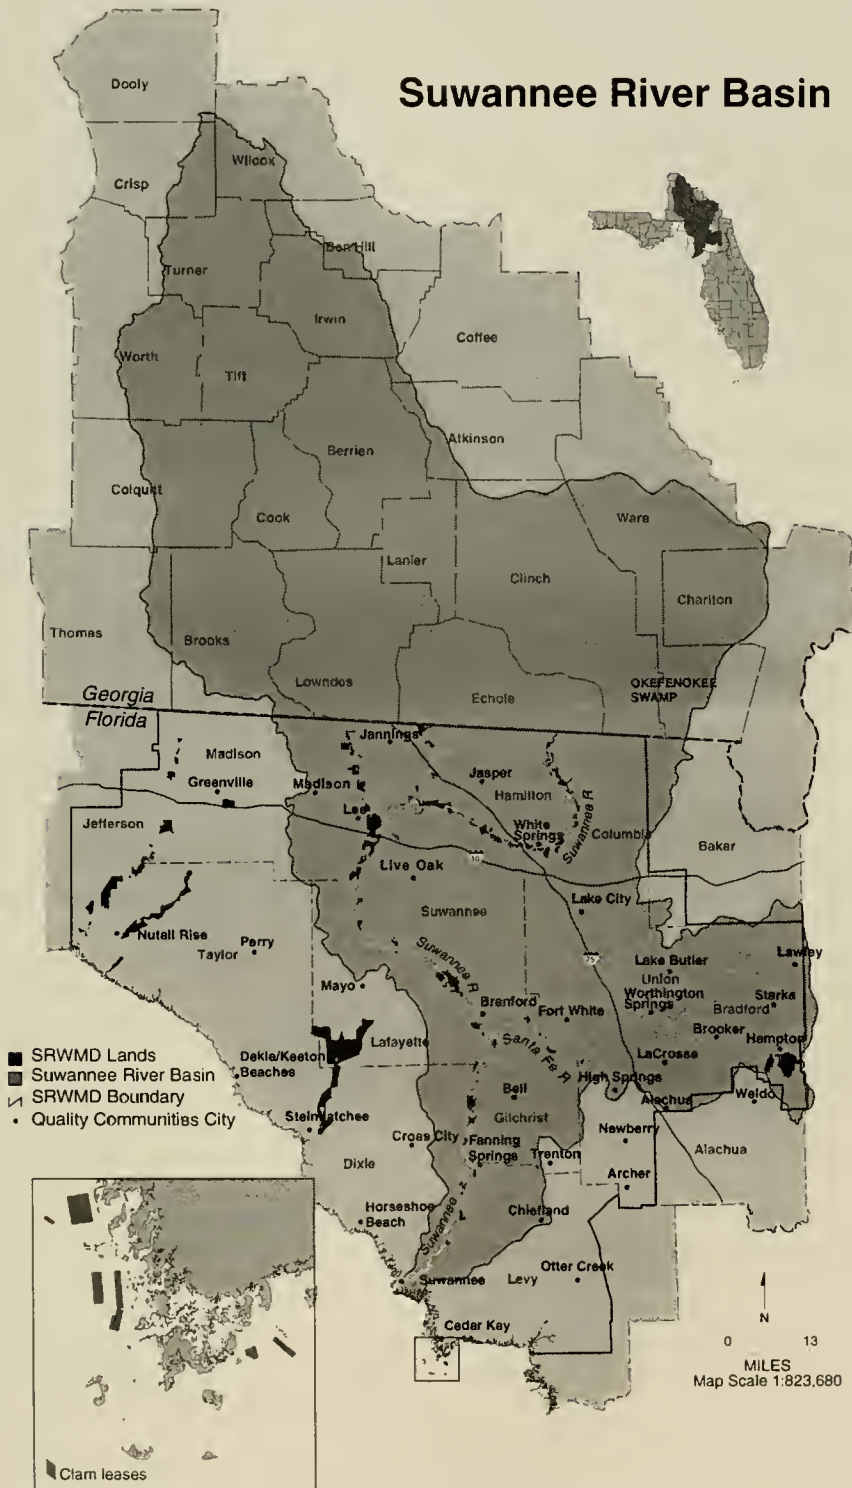 Suwannee River Basin
Dooly
Wilcox
Crisp
Ben Hill
Turner
Irwin
Coffee
Worth
Tift
Atkinson
Berrien
Colquitt
Cook
Ware
Lanier
Clinch
Charlton
Thomas
Brooks
Lowndes
Echols
OKEFENOKEE
SWAMP
Georgia
Florida
Jennings
Madison
Greenville
Madison
Jasper
Hamilton
Lee
Jefferson
White
Springs
Suwannee R
Columbia
Baker
10
Live Oak
Suwannee
Lake City
Nutall Rise
Taylor
Perry
Suwannee R
75
Lake Butler
Union
Lawtey
Mayo
Worthington
Springs
Bradford
Starke
Branford
Fort White
Brooker
Hampton
Lafayette
Santa Fe R
LaCrosse
SRWMD Lands
Suwannee River Basin
SRWMD Boundary
Quality Communities City
Dekle/Keeton
Beaches
High Springs
Bell
Alachua
Waldo
Gilchrist
Steinhatchee
Cross City
Fanning
Springs
Trenton
Newberry
Alachua
Dixie
Archer
Horseshoe
Beach
Suwannee
Chiefland
Suwannee
Levy
Otter Creek
Cedar Key
N
0 13
MILES
Map Scale 1:823,680
Clam leases